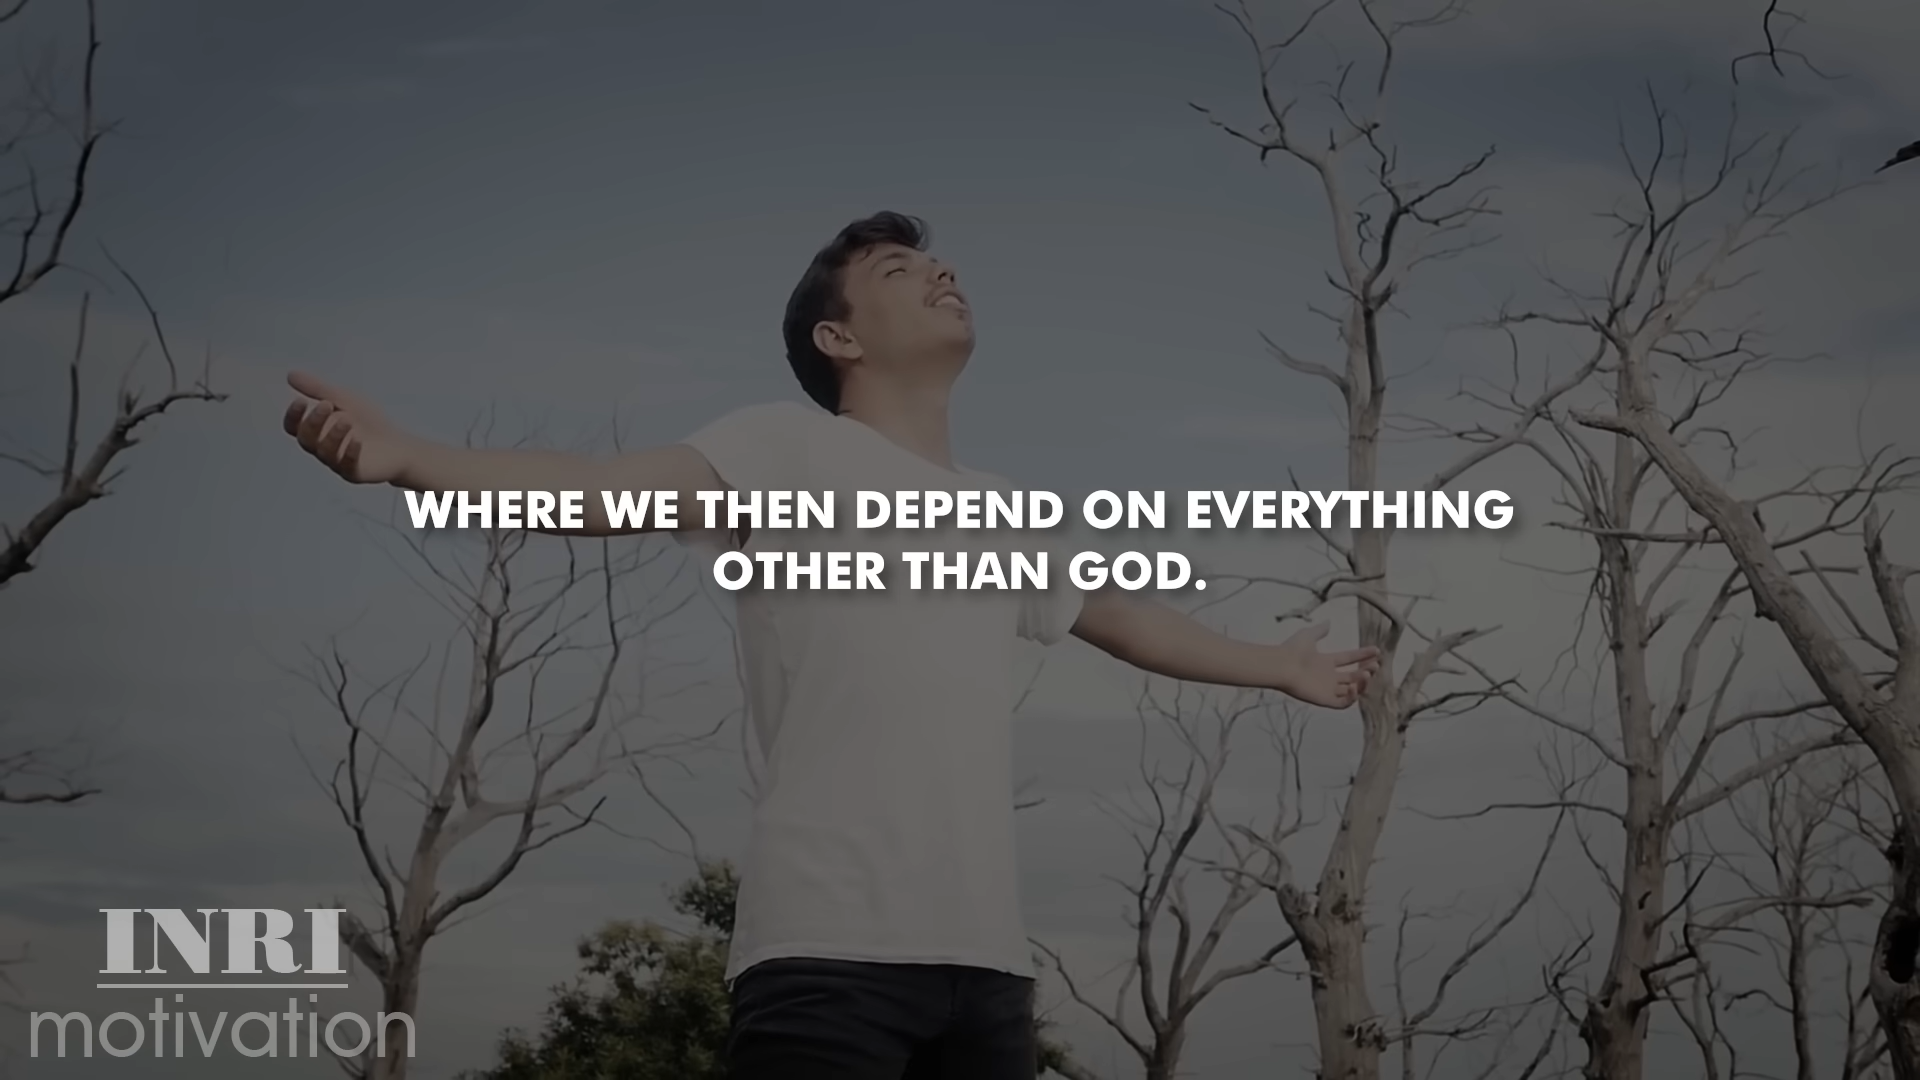 WHERE WE THEN DEPEND ON EVERYTHING
OTHER THAN GOD.
INRI
motivation